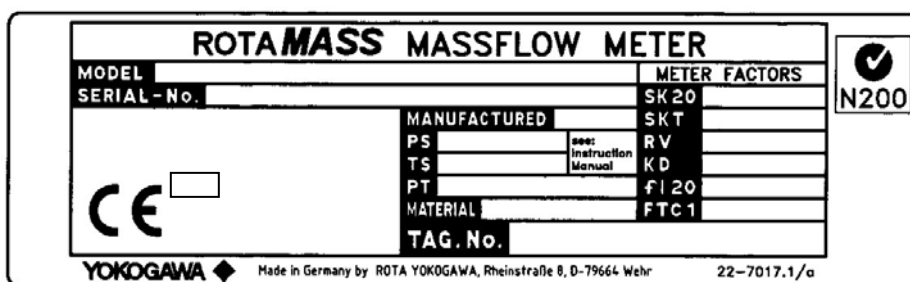 ROTAMASS MASSFLOW METER
MODEL
METER FACTORS
SERIAL-No.
SK20
N200
MANUFACTURED
SKT
PS
see:
Instruction
Manual
RV
TS
KD
PT
fl20
MATERIAL
FTC1
CE
TAG.No.
YOKOGAWA
Made in Germany by ROTA YOKOGAWA, Rheinstraße 8, D-79664 Wehr
22-7017.1/a